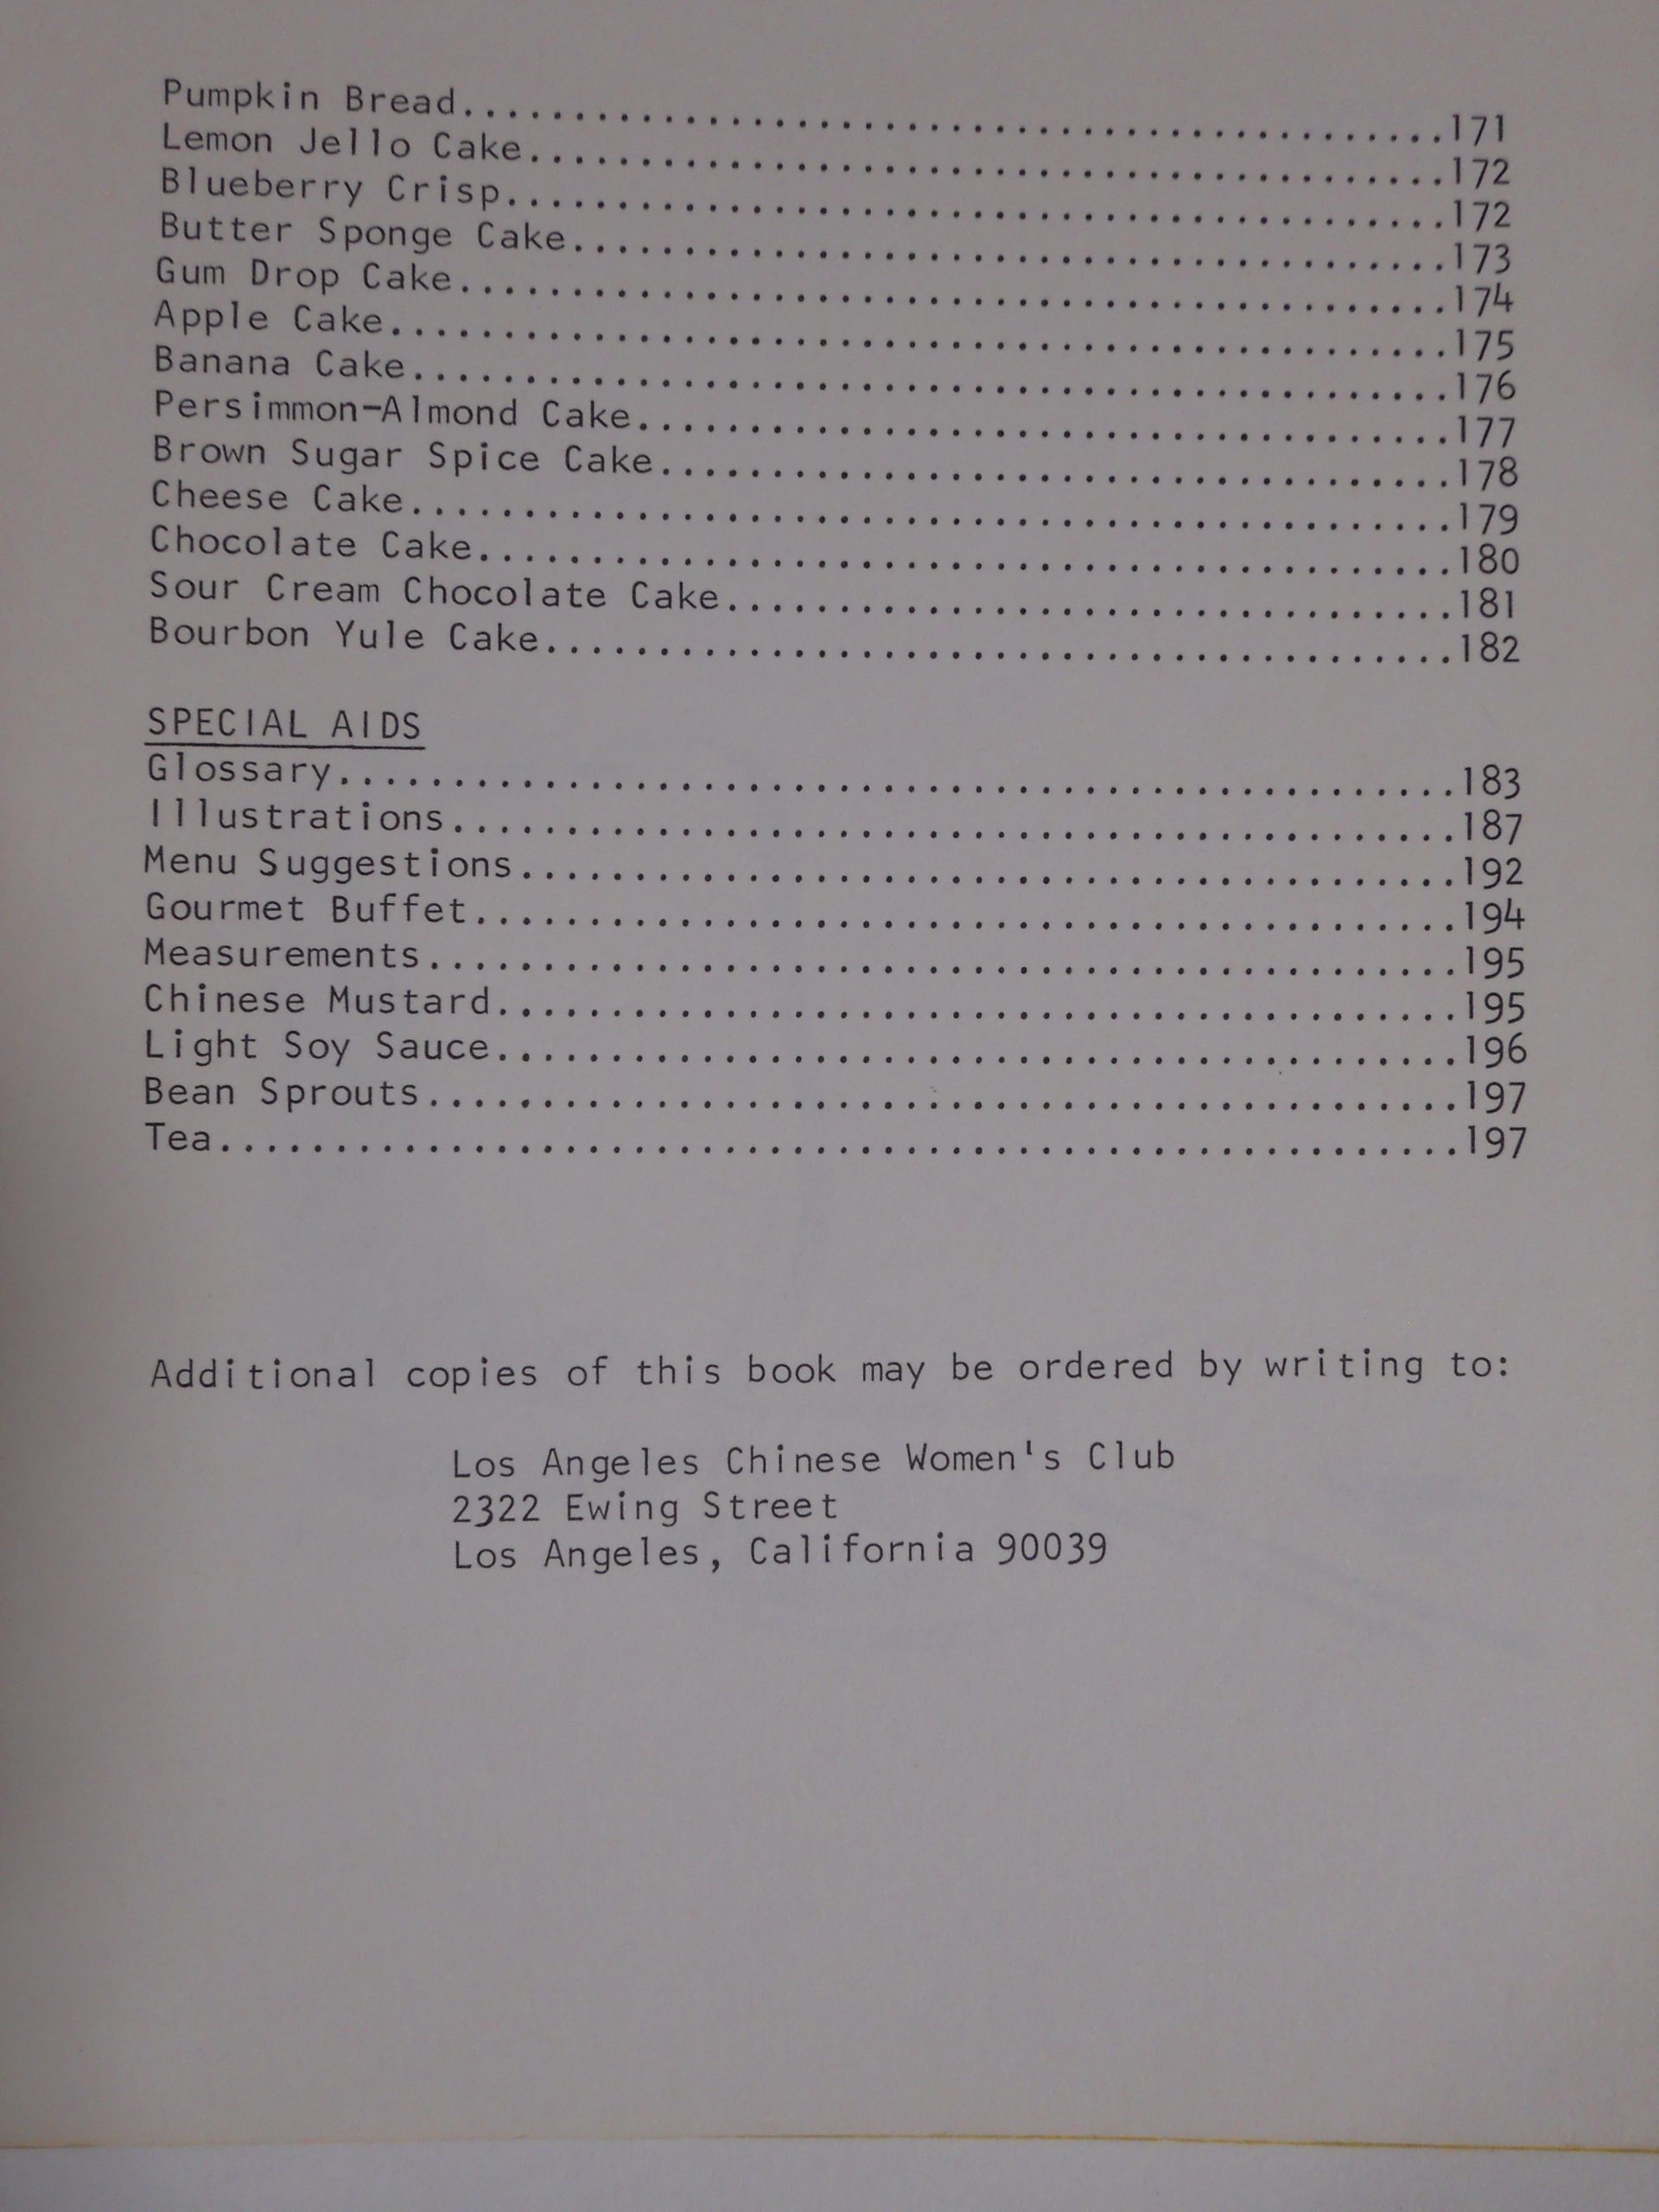 Pumpkin Bread...........................................171
Lemon Jello Cake........................................172
Blueberry Crisp.........................................172
Butter Sponge Cake......................................173
Gum Drop Cake...........................................174
Apple Cake..............................................175
Banana Cake.............................................176
Persimmon-Almond Cake...................................177
Brown Sugar Spice Cake..................................178
Cheese Cake.............................................179
Chocolate Cake..........................................180
Sour Cream Chocolate Cake...............................181
Bourbon Yule Cake.......................................182
SPECIAL AIDS
Glossary................................................183
Illustrations...........................................187
Menu Suggestions........................................192
Gourmet Buffet..........................................194
Measurements............................................195
Chinese Mustard.........................................195
Light Soy Sauce.........................................196
Bean Sprouts............................................197
Tea.....................................................197
Additional copies of this book may be ordered by writing to:
Los Angeles Chinese Women's Club
2322 Ewing Street
Los Angeles, California 90039